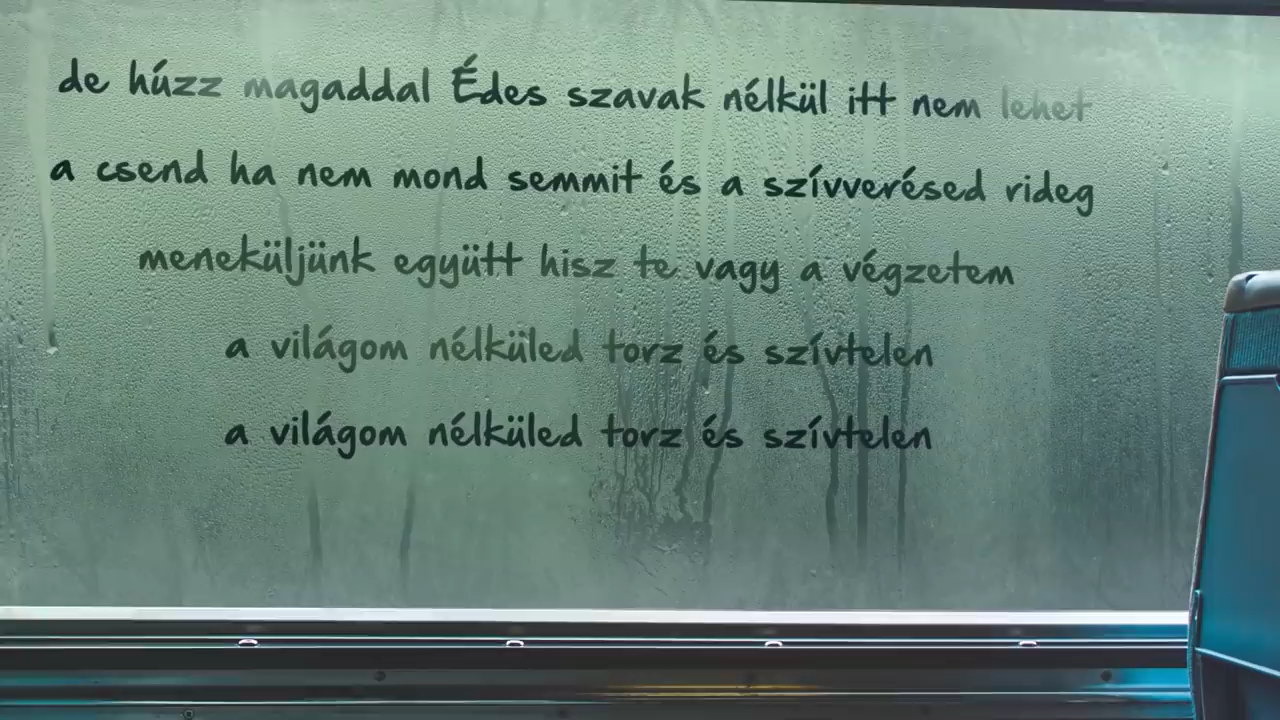 de húzz magaddal Édes szavak nélkül itt nem lehet
a csend ha nem mond semmit és a szívverésed rideg
meneküljünk együtt hisz te vagy a végzetem
a világom nélküled torz és szívtelen
a világom nélküled torz és szívtelen